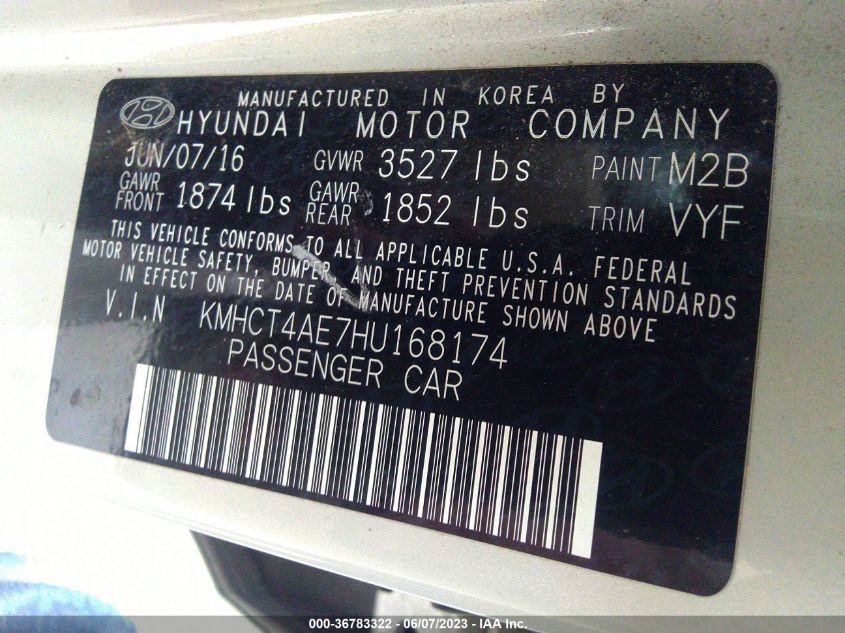 MANUFACTURED IN KOREA BY
HYUNDAI MOTOR COMPANY
JUN/07/16 GVWR 3527 lbs PAINT M2B
GAWR FRONT 1874 lbs GAWR REAR 1852 lbs TRIM VYF
THIS VEHICLE CONFORMS TO ALL APPLICABLE U.S.A. FEDERAL
MOTOR VEHICLE SAFETY, BUMPER, AND THEFT PREVENTION STANDARDS
IN EFFECT ON THE DATE OF MANUFACTURE SHOWN ABOVE
V.I.N KMHCT4AE7HU168174
PASSENGER CAR
000-36783322 - 06/07/2023 - IAA Inc.